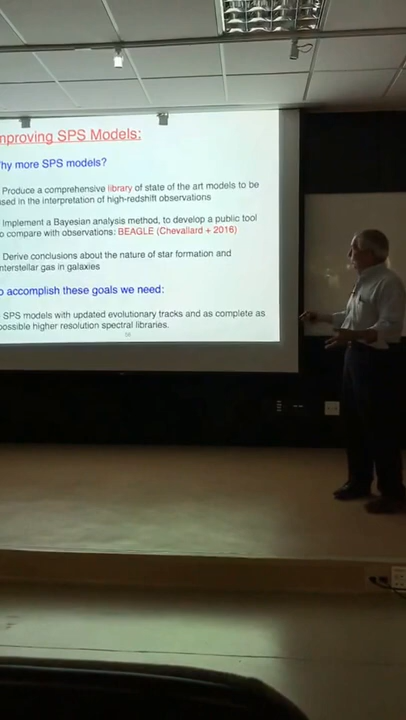 mproving SPS Models:
hy more SPS models?
Produce a comprehensive library of state of the art models to be
sed in the interpretation of high-redshift observations
Implement a Bayesian analysis method, to develop a public tool
o compare with observations: BEAGLE (Chevallard + 2016)
Derive conclusions about the nature of star formation and
nterstellar gas in galaxies
o accomplish these goals we need:
SPS models with updated evolutionary tracks and as complete as
possible higher resolution spectral libraries.